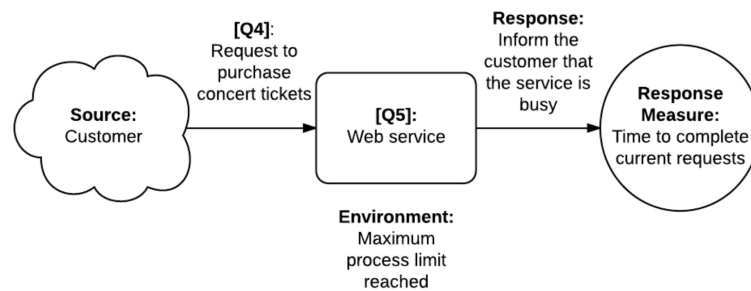 Source:
Customer
[Q4]:
Request to
purchase
concert tickets
[Q5]:
Web service
Environment:
Maximum
process limit
reached
Response:
Inform the
customer that
the service is
busy
Response
Measure:
Time to complete
current requests